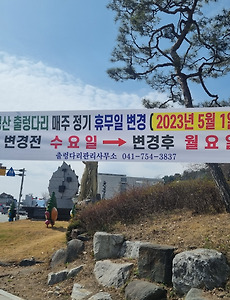 산 출렁다리 매주 정기 휴무일 변경 (2023년 5월 1일
변경전 수요일 → 변경후 월요일
출렁다리관리사무소 041-754-3837